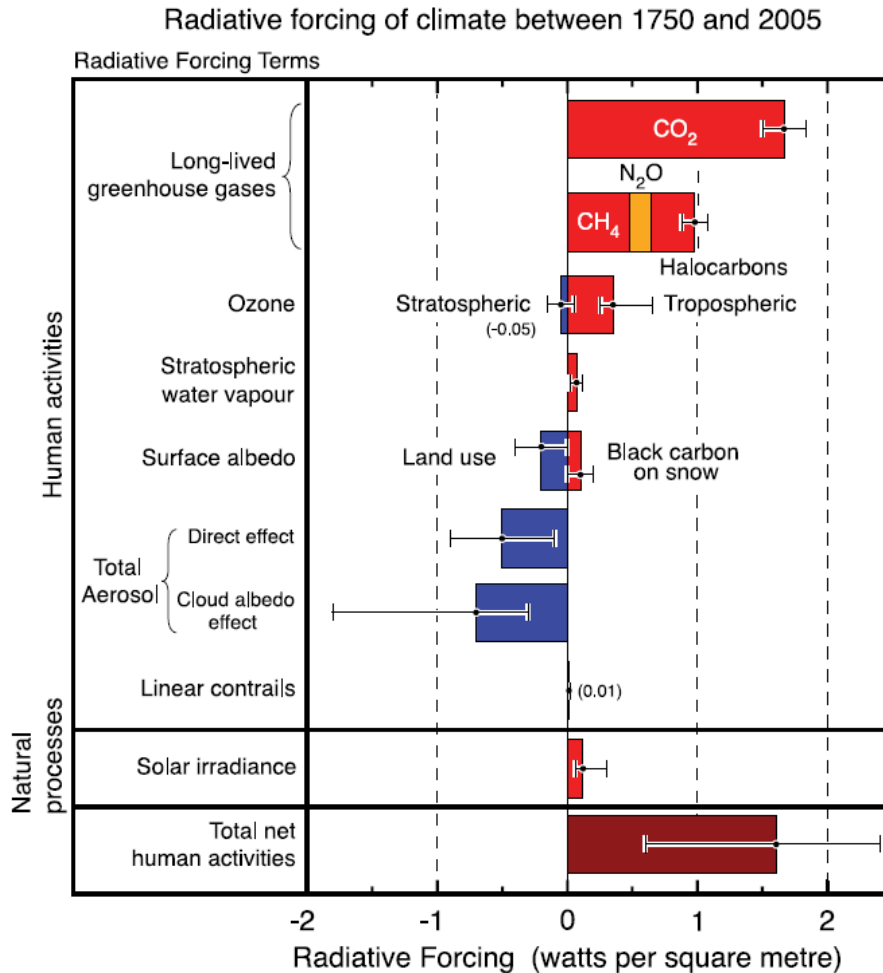 Radiative forcing of climate between 1750 and 2005
Radiative Forcing Terms
Human activities
Long-lived
greenhouse gases
CO₂
N₂O
CH₄
Halocarbons
Ozone
Stratospheric
(-0.05)
Tropospheric
Stratospheric
water vapour
Surface albedo
Land use
Black carbon
on snow
Total
Aerosol
Direct effect
Cloud albedo
effect
Linear contrails
(0.01)
Natural
processes
Solar irradiance
Total net
human activities
-2 -1 0 1 2
Radiative Forcing (watts per square metre)